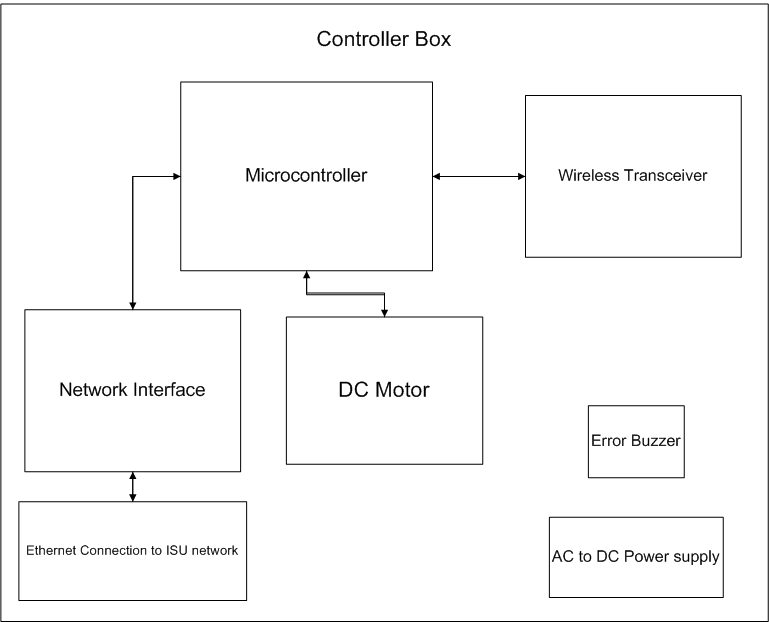 Controller Box
Microcontroller
Wireless Transceiver
Network Interface
DC Motor
Error Buzzer
Ethernet Connection to ISU network
AC to DC Power supply